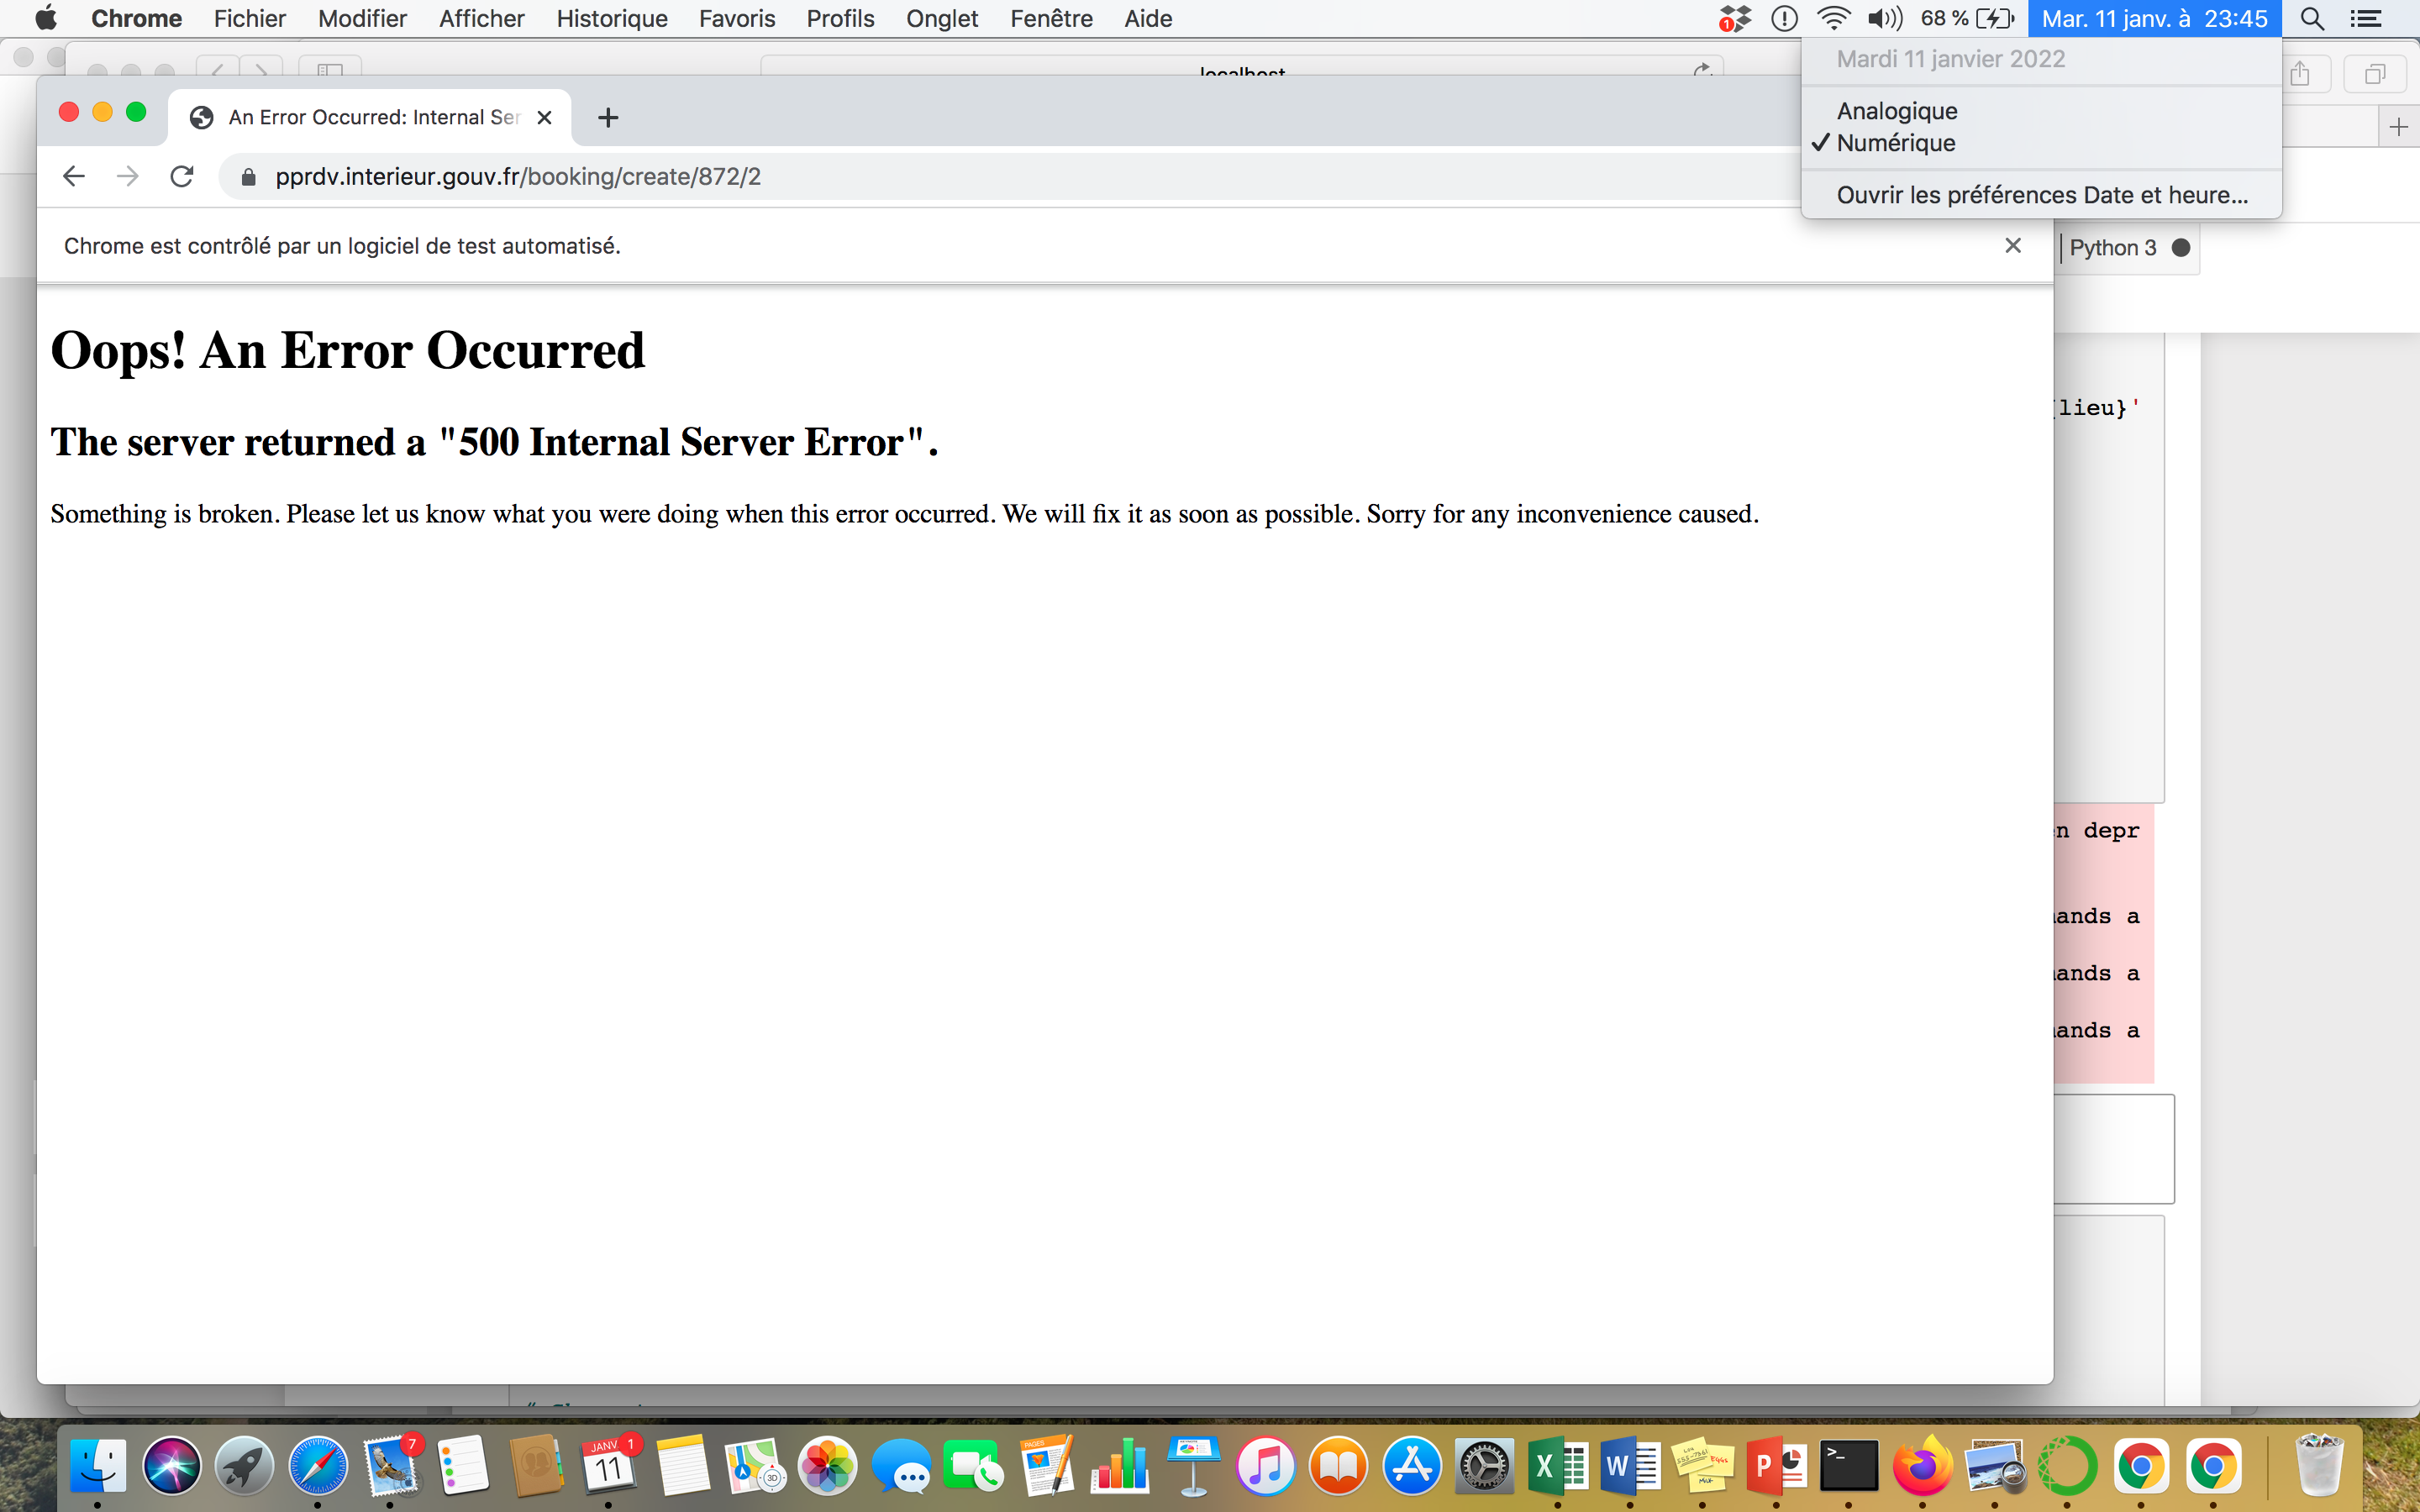 Chrome Fichier Modifier Afficher Historique Favoris Profils Onglet Fenêtre Aide
1
68 %
Mar. 11 janv. à 23:45
localhost
Mardi 11 janvier 2022
Analogique
✓ Numérique
Ouvrir les préférences Date et heure...
An Error Occurred: Internal Ser
pprdv.interieur.gouv.fr/booking/create/872/2
Chrome est contrôlé par un logiciel de test automatisé.
Python 3
Oops! An Error Occurred
The server returned a "500 Internal Server Error".
Something is broken. Please let us know what you were doing when this error occurred. We will fix it as soon as possible. Sorry for any inconvenience caused.
lieu}'
n depr
ands a
ands a
ands a
7
JANV
1
11
3D
PAGES
X
W
P
>_